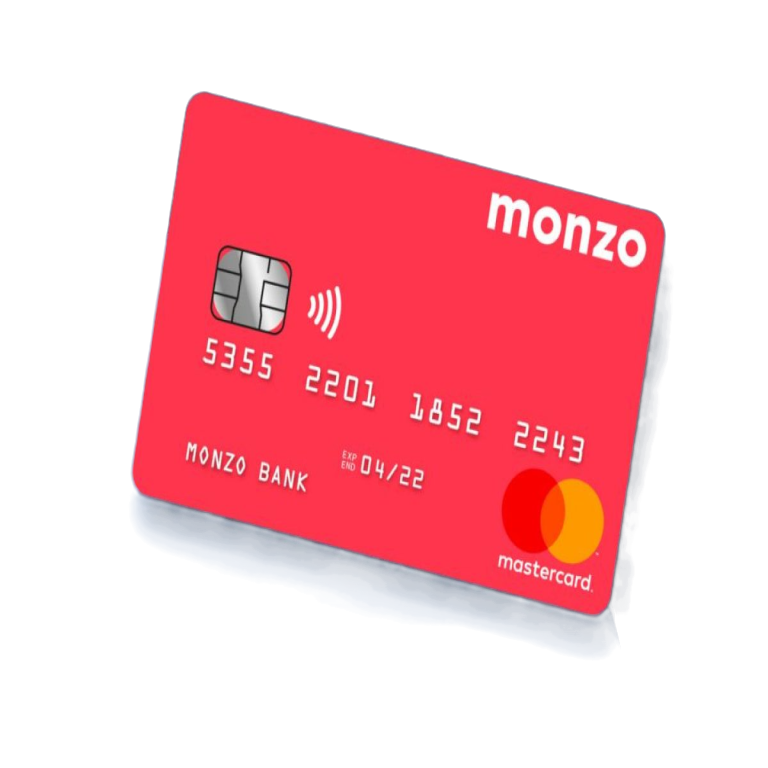 monzo
5355 2201 1852 2243
MONZO BANK EXP END 04/22
mastercard.